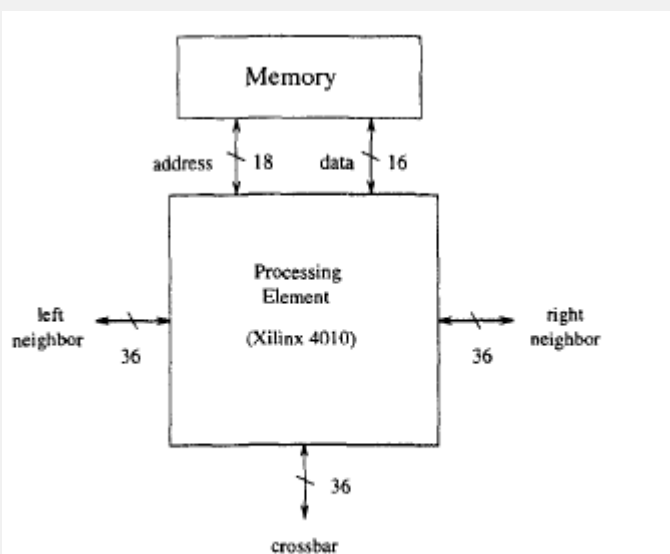 Memory
address 18 data 16
Processing
Element
(Xilinx 4010)
left
neighbor
36
right
neighbor
36
36
crossbar